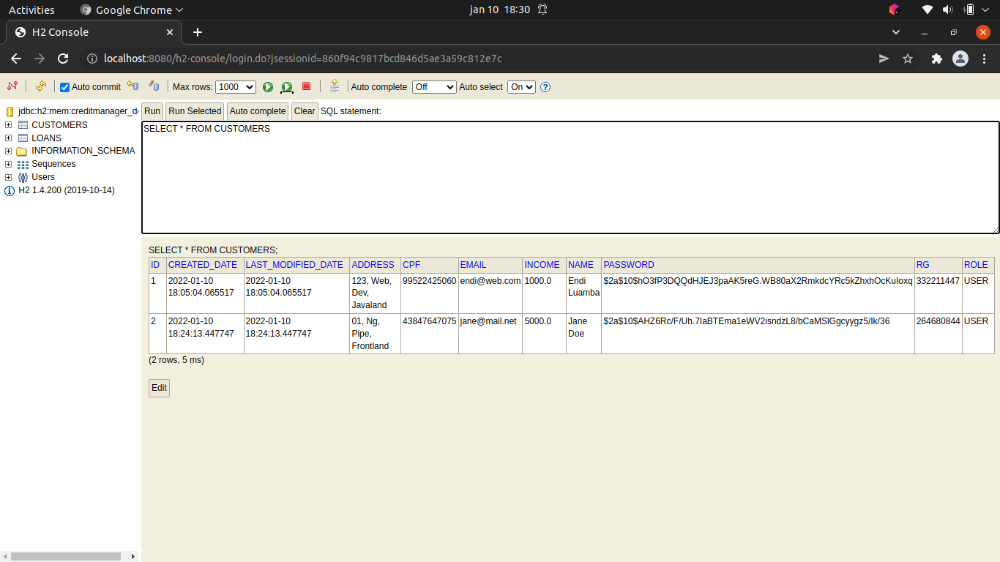 Activities Google Chrome jan 10 18:30
H2 Console
localhost:8080/h2-console/login.do?jsessionid=860f94c9817bcd846d5ae3a59c812e7c
Auto commit Max rows: 1000 Auto complete Off Auto select On
jdbc:h2:mem:creditmanager_d
CUSTOMERS
LOANS
INFORMATION_SCHEMA
Sequences
Users
H2 1.4.200 (2019-10-14)
Run Run Selected Auto complete Clear SQL statement:
SELECT * FROM CUSTOMERS
SELECT * FROM CUSTOMERS;
ID CREATED_DATE LAST_MODIFIED_DATE ADDRESS CPF EMAIL INCOME NAME PASSWORD RG ROLE
1 2022-01-10 2022-01-10 123, Web, 99522425060 endi@web.com 1000.0 Endi $2a$10$hO3fP3DQQdHJEJ3paAK5reG.WB80aX2RmkdcYRc5kZhxhOcKuIoxq 332211447 USER
18:05:04.065517 18:05:04.065517 Dev, Luamba
Javaland
2 2022-01-10 2022-01-10 01, Ng, 43847647075 jane@mail.net 5000.0 Jane $2a$10$AHZ6Rc/F/Uh.7IaBTEma1eWV2isndzL8/bCaMSlGgcyygz5/Ik/36 264680844 USER
18:24:13.447747 18:24:13.447747 Pipe, Doe
Frontland
(2 rows, 5 ms)
Edit